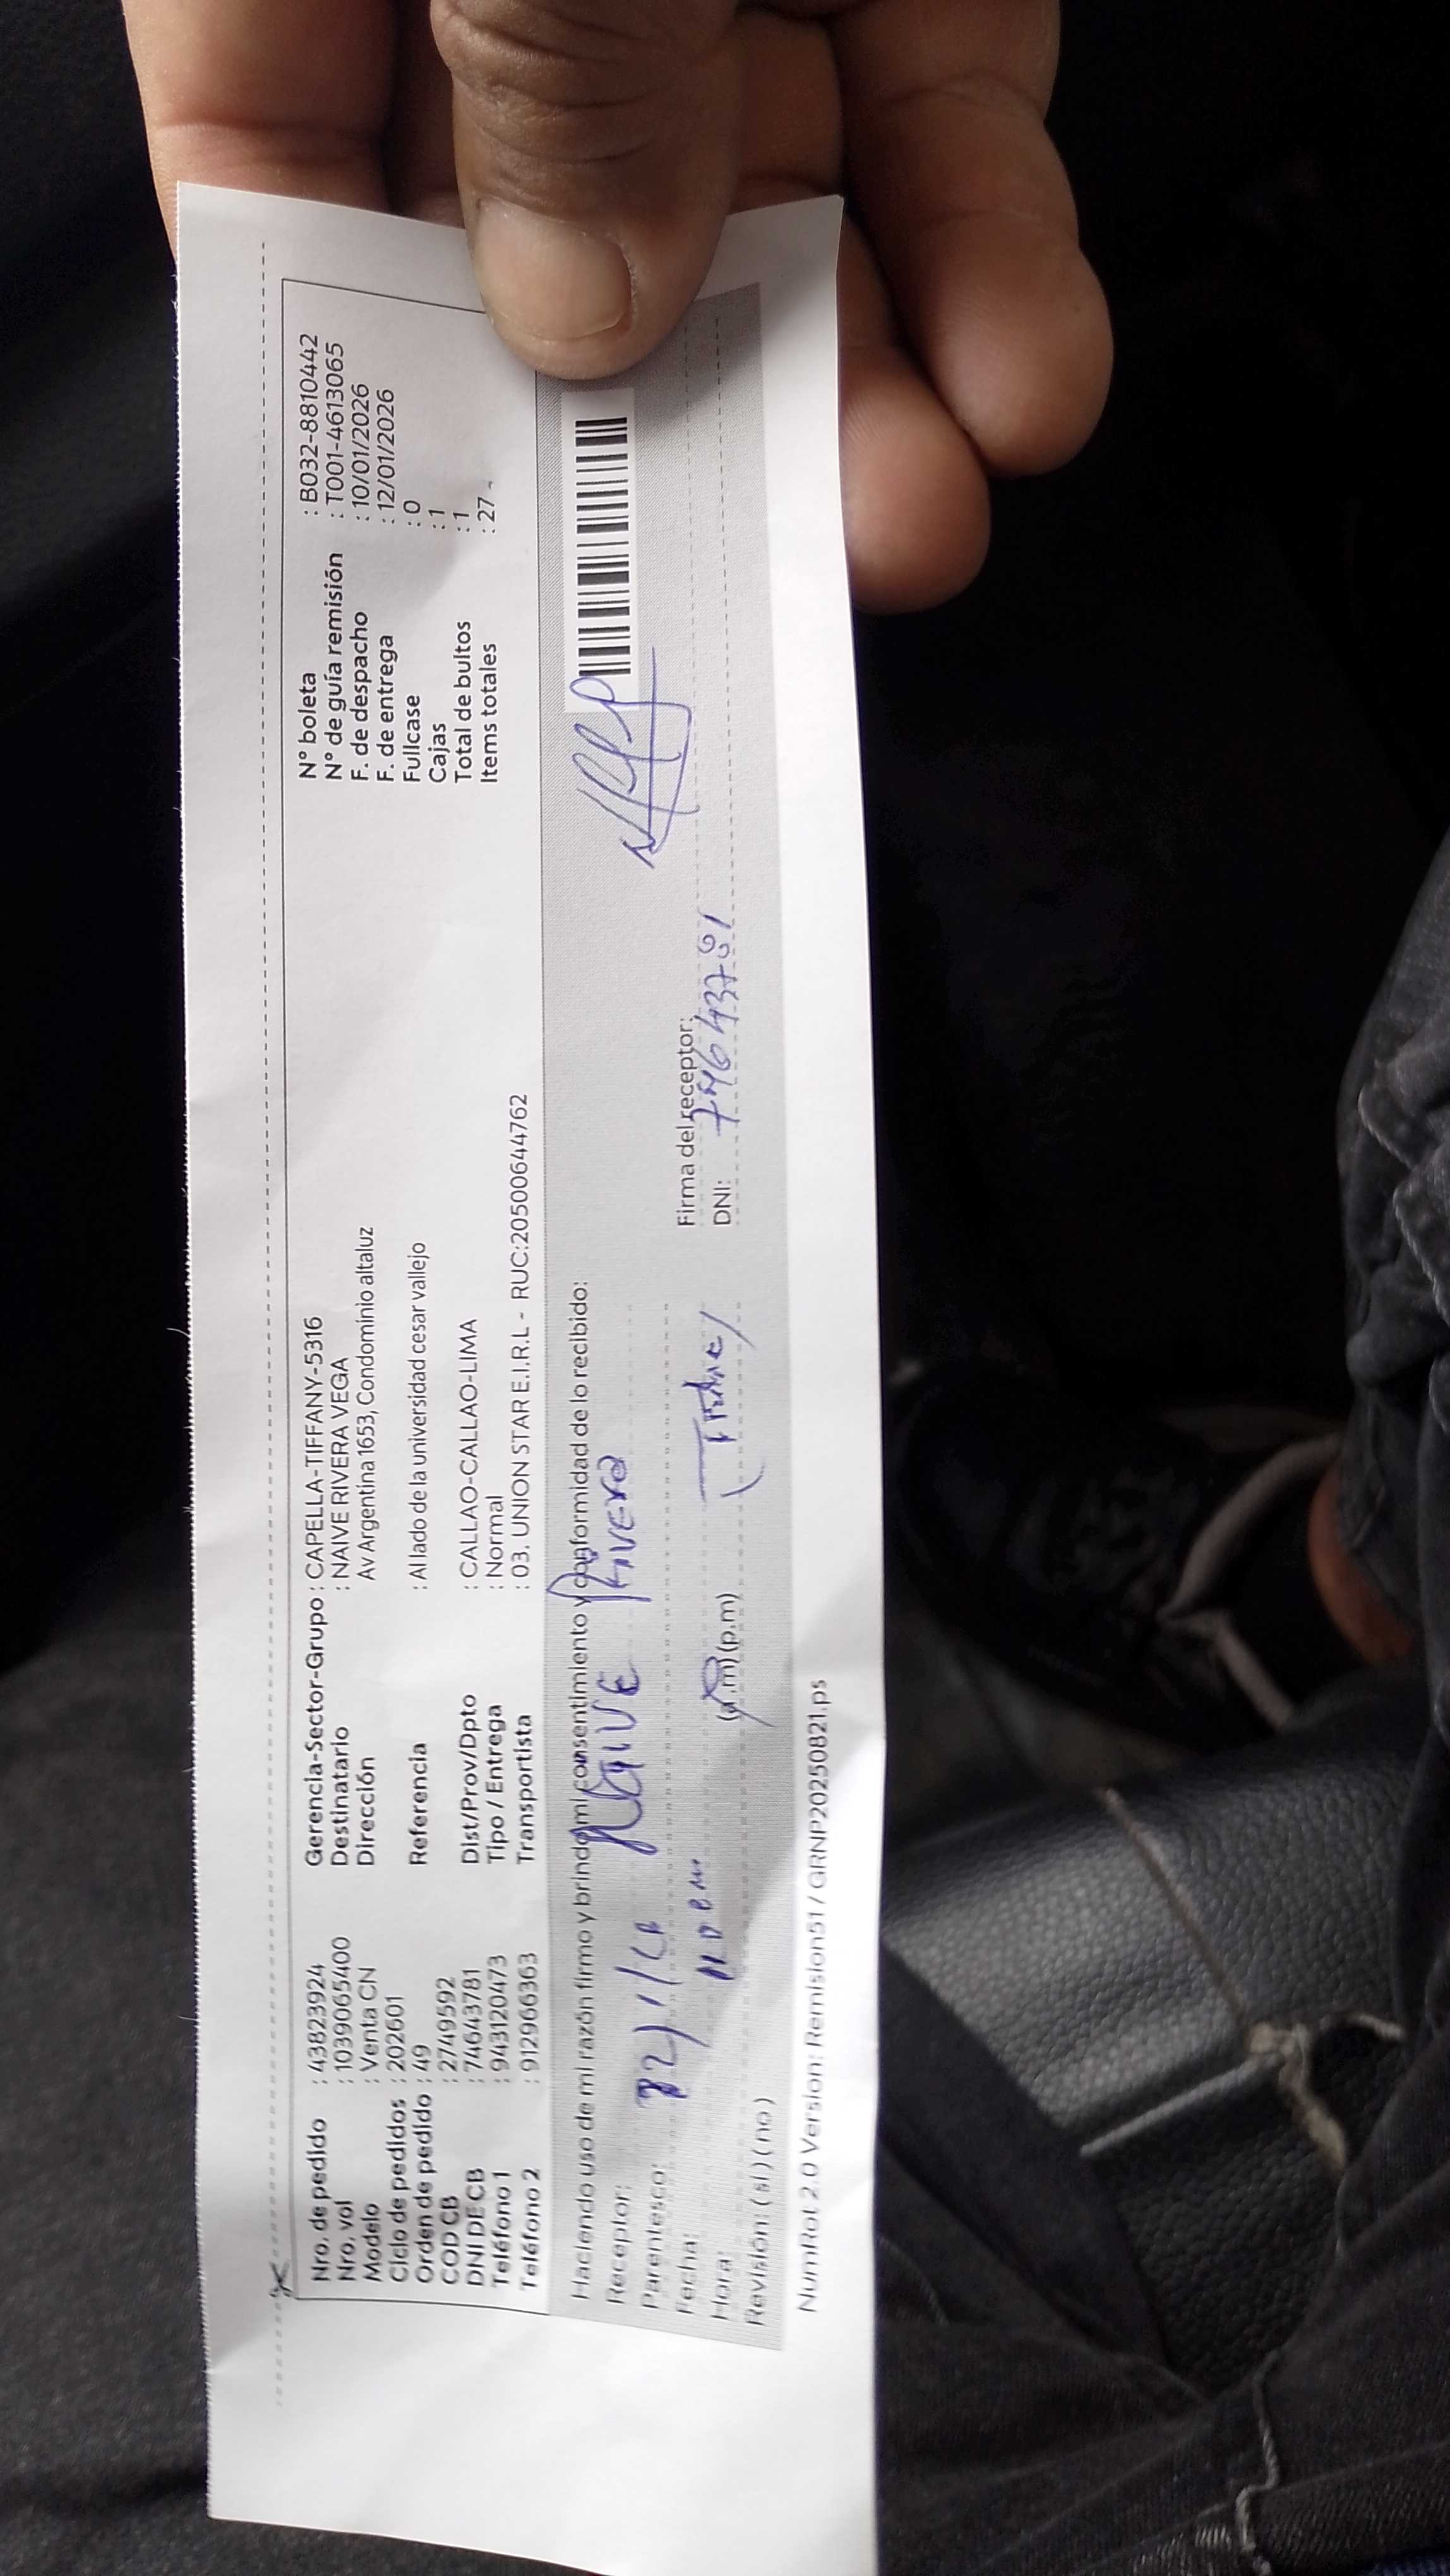 Nro. de pedido : 43823924 Gerencia-Sector-Grupo : CAPELLA-TIFFANY-5316 N° boleta : B032-8810442
Nro. vol : 1039065400 Destinatario : NAIVE RIVERA VEGA N° de guía remisión : T001-4613065
Modelo : Venta CN Dirección Av Argentina 1653, Condominio altaluz F. de despacho : 10/01/2026
Ciclo de pedidos : 202601 F. de entrega : 12/01/2026
Orden de pedido : 49 Referencia : Al lado de la universidad cesar vallejo Fullcase : 0
COD CB : 2749592 Cajas : 1
DNI DE CB : 74643781 Dist/Prov/Dpto : CALLAO-CALLAO-LIMA Total de bultos : 1
Teléfono 1 : 943120473 Tipo / Entrega : Normal Items totales : 27
Teléfono 2 : 912966363 Transportista : 03. UNION STAR E.I.R.L - RUC:20500644762
Haciendo uso de mi razón firmo y brindo mi consentimiento y conformidad de lo recibido:
Receptor: Naive Rivera
Parentesco:
Fecha: Firma del receptor:
Hora: (a.m)(p.m) DNI: 74643781
Revisión: ( si ) ( no )
NumRot 2.0 Version: Remision51 / GRNP20250821.ps